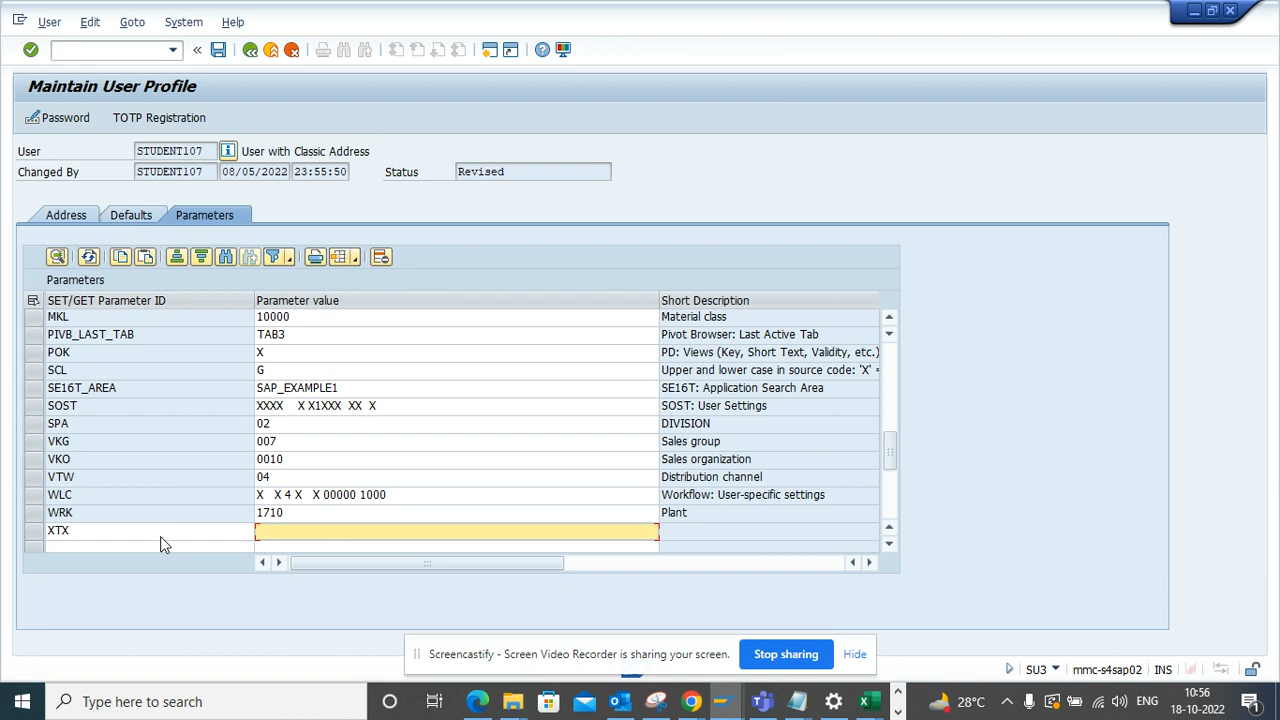 User Edit Goto System Help
Maintain User Profile
Password TOTP Registration
User STUDENT107 User with Classic Address
Changed By STUDENT107 08/05/2022 23:55:50 Status Revised
Address Defaults Parameters
Parameters
SET/GET Parameter ID Parameter value Short Description
MKL 10000 Material class
PIVB_LAST_TAB TAB3 Pivot Browser: Last Active Tab
POK X PD: Views (Key, Short Text, Validity, etc.)
SCL G Upper and lower case in source code: 'X' =
SE16T_AREA SAP_EXAMPLE1 SE16T: Application Search Area
SOST XXXX X X1XXX XX X SOST: User Settings
SPA 02 DIVISION
VKG 007 Sales group
VKO 0010 Sales organization
VTW 04 Distribution channel
WLC X X 4 X X 00000 1000 Workflow: User-specific settings
WRK 1710 Plant
XTX
Screencastify - Screen Video Recorder is sharing your screen. Stop sharing Hide
SU3 mmc-s4sap02 INS
Type here to search 28°C ENG 10:56 18-10-2022